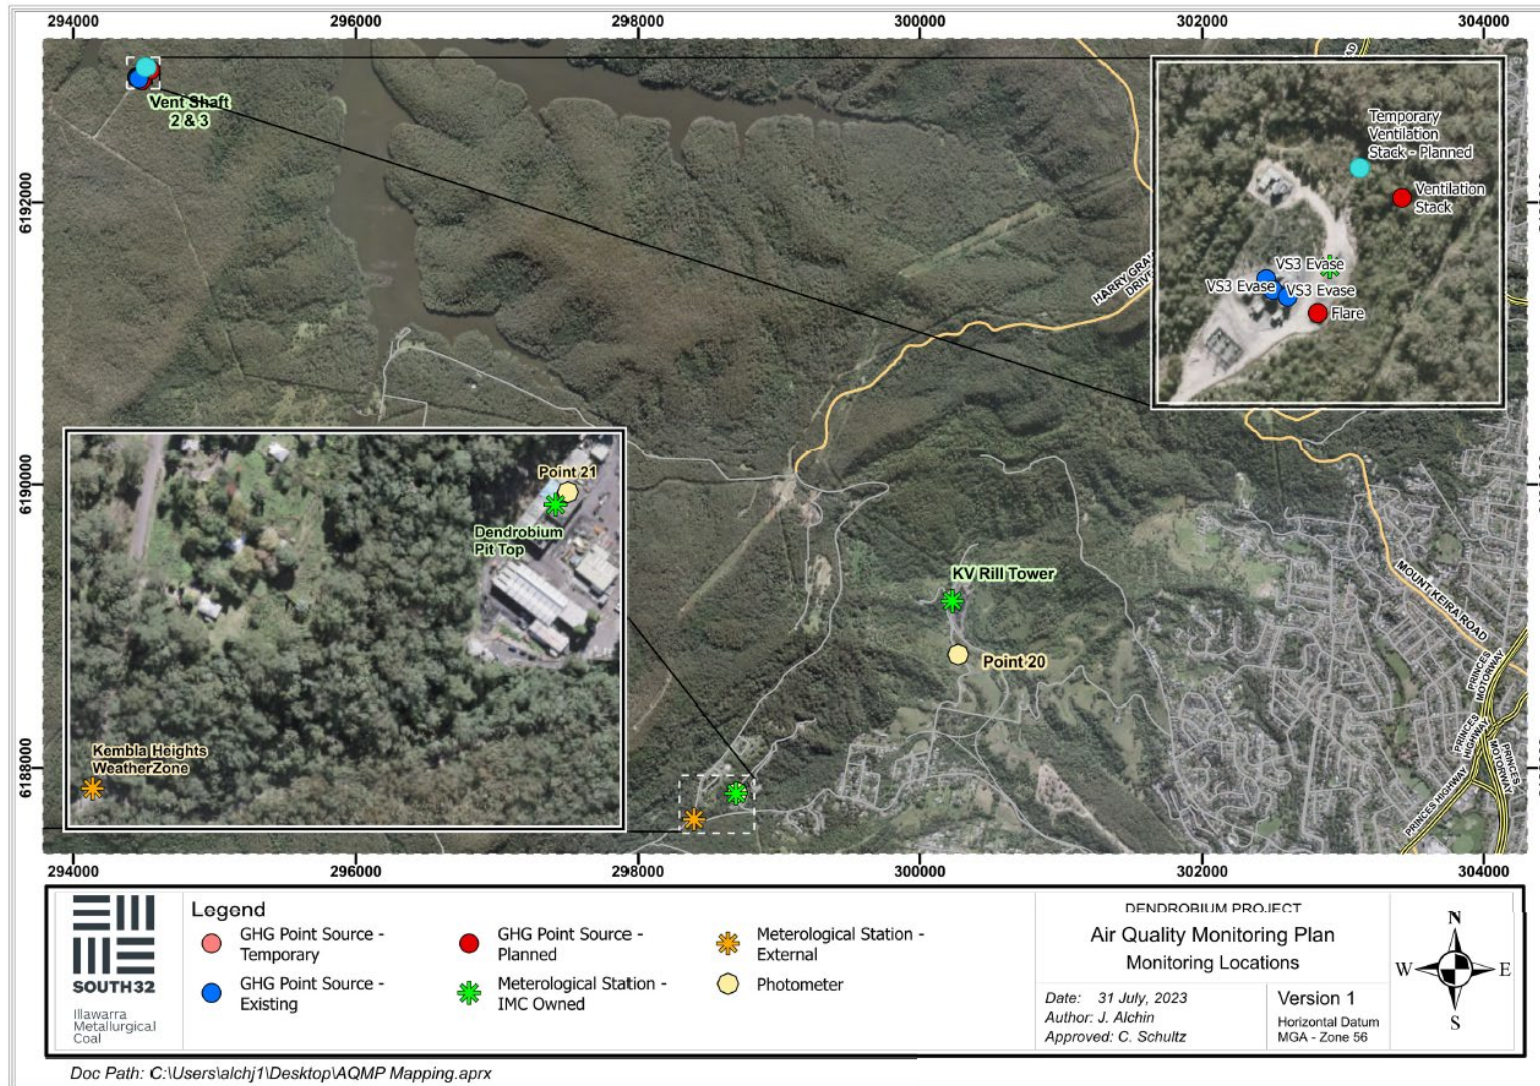 294000
296000
298000
300000
302000
304000
6192000
6190000
6188000
Vent Shaft
2 & 3
Temporary
Ventilation
Stack - Planned
Ventilation
Stack
VS3 Evase
VS3 Evase
VS3 Evase
Flare
HARRY GRA
DRIVE
Point 21
Dendrobium
Pit Top
Kembla Heights
WeatherZone
KV Rill Tower
Point 20
MOUNT KEIRA ROAD
PRINCES
MOTORWAY
PRINCES
HIGHWAY
PRINCES
MOTORWAY
PRINCES HIGHWAY
294000
296000
298000
300000
302000
304000
SOUTH32
Illawarra
Metallurgical
Coal
Legend
GHG Point Source -
Temporary
GHG Point Source -
Existing
GHG Point Source -
Planned
Meterological Station -
IMC Owned
Meterological Station -
External
Photometer
DENDROBIUM PROJECT
Air Quality Monitoring Plan
Monitoring Locations
Date: 31 July, 2023
Author: J. Alchin
Approved: C. Schultz
Version 1
Horizontal Datum
MGA - Zone 56
N
W
E
S
Doc Path: C:\Users\alchj1\Desktop\AQMP Mapping.aprx